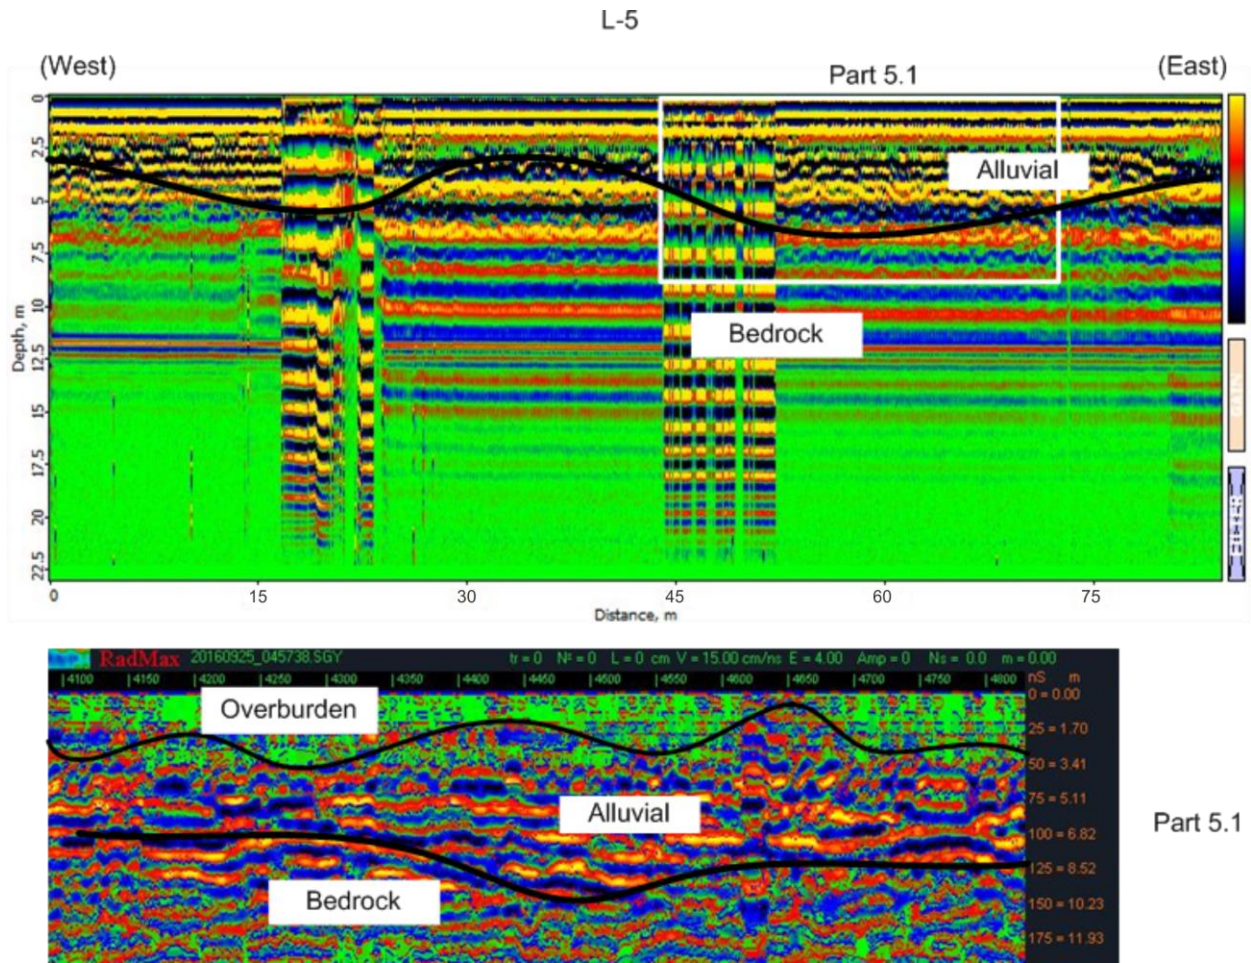 L-5
(West)
Part 5.1
(East)
Alluvial
Bedrock
Depth, m
0
2.5
5
7.5
10
12.5
15
17.5
20
22.5
0 15 30 45 60 75
Distance, m
GAIN
FILTER
RadMax 20160925_045738.SGY tr=0 Nº=0 L=0 cm V=15.00 cm/ns E=4.00 Amp=0 Ns=0.0 m=0.00
4100 4150 4200 4250 4300 4350 4400 4450 4500 4550 4600 4650 4700 4750 4800 nS m
0=0.00
Overburden
25=1.70
50=3.41
75=5.11
Alluvial
Part 5.1
100=6.82
125=8.52
Bedrock
150=10.23
175=11.93